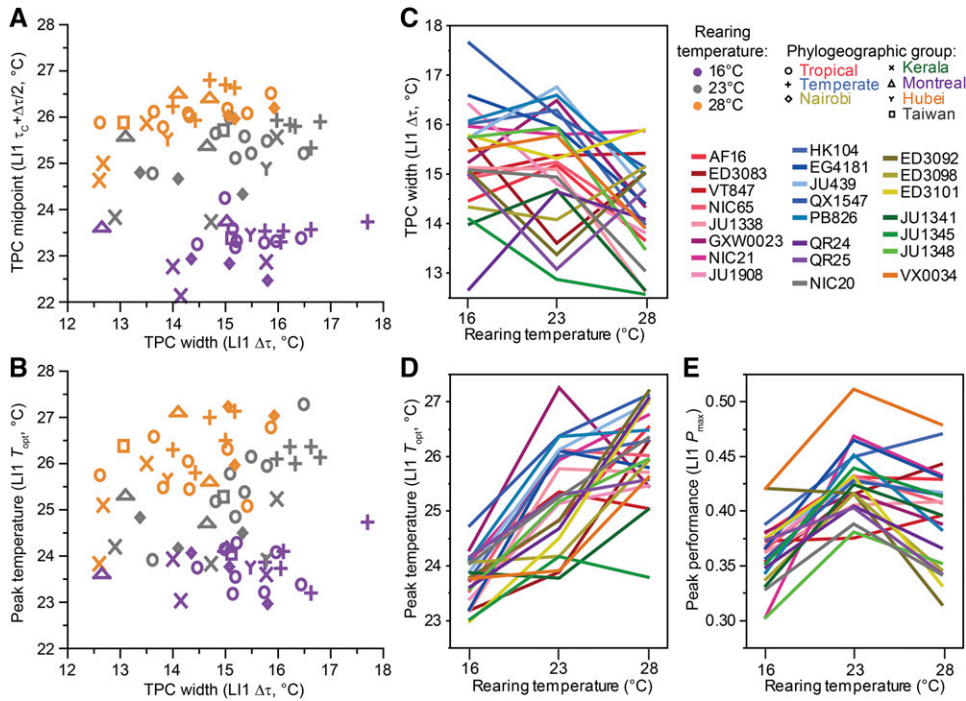 A
TPC midpoint (LI1 τC+Δτ/2, °C)
27
26
25
24
23
22
12 13 14 15 16 17 18
TPC width (LI1 Δτ, °C)
C
TPC width (LI1 Δτ, °C)
18
17
16
15
14
13
16 23 28
Rearing temperature (°C)
Rearing
temperature:
16°C
23°C
28°C
Phylogeographic group:
Tropical
Temperate
Nairobi
Kerala
Montreal
Hubei
Taiwan
AF16
ED3083
VT847
NIC65
JU1338
GXW0023
NIC21
JU1908
HK104
EG4181
JU439
QX1547
PB826
QR24
QR25
NIC20
ED3092
ED3098
ED3101
JU1341
JU1345
JU1348
VX0034
B
Peak temperature (LI1 Topt, °C)
28
27
26
25
24
23
22
12 13 14 15 16 17 18
TPC width (LI1 Δτ, °C)
D
Peak temperature (LI1 Topt, °C)
27
26
25
24
23
16 23 28
Rearing temperature (°C)
E
Peak performance (LI1 Pmax)
0.50
0.45
0.40
0.35
0.30
16 23 28
Rearing temperature (°C)